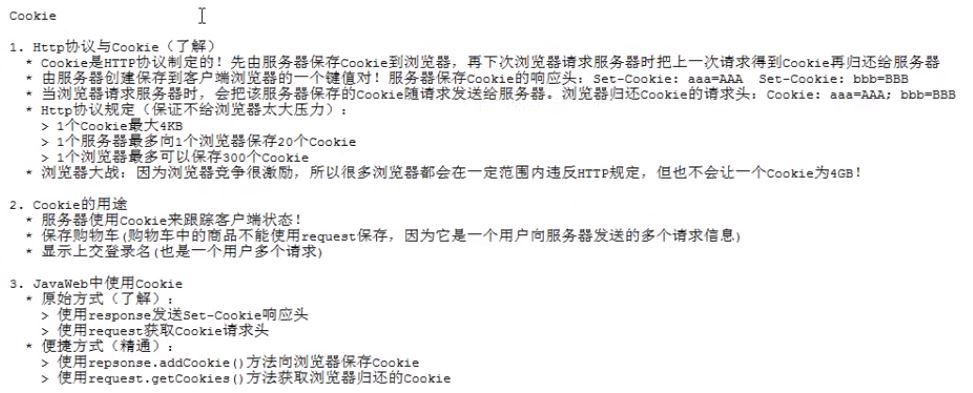 Cookie
1. Http协议与Cookie（了解）
* Cookie是HTTP协议制定的！先由服务器保存Cookie到浏览器，再下次浏览器请求服务器时把上一次请求得到Cookie再归还给服务器
* 由服务器创建保存到客户端浏览器的一个键值对！服务器保存Cookie的响应头：Set-Cookie: aaa=AAA  Set-Cookie: bbb=BBB
* 当浏览器请求服务器时，会把该服务器保存的Cookie随请求发送给服务器。浏览器归还Cookie的请求头：Cookie: aaa=AAA; bbb=BBB
* Http协议规定（保证不给浏览器太大压力）：
> 1个Cookie最大4KB
> 1个服务器最多向1个浏览器保存20个Cookie
> 1个浏览器最多可以保存300个Cookie
* 浏览器大战：因为浏览器竞争很激励，所以很多浏览器都会在一定范围内违反HTTP规定，但也不会让一个Cookie为4GB！
2. Cookie的用途
* 服务器使用Cookie来跟踪客户端状态！
* 保存购物车(购物车中的商品不能使用request保存，因为它是一个用户向服务器发送的多个请求信息)
* 显示上交登录名(也是一个用户多个请求)
3. JavaWeb中使用Cookie
* 原始方式（了解）：
> 使用response发送Set-Cookie响应头
> 使用request获取Cookie请求头
* 便捷方式（精通）：
> 使用repsonse.addCookie()方法向浏览器保存Cookie
> 使用request.getCookies()方法获取浏览器归还的Cookie